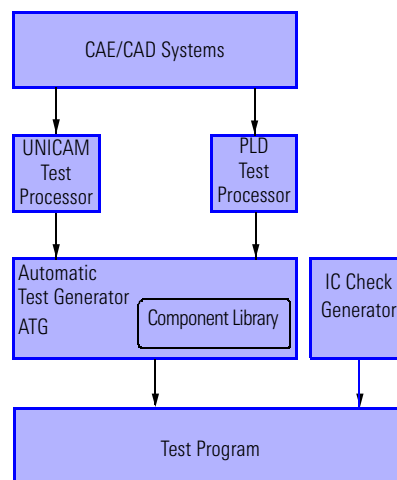 CAE/CAD Systems
UNICAM
Test
Processor
PLD
Test
Processor
Automatic
Test Generator
ATG
Component Library
IC Check
Generator
Test Program